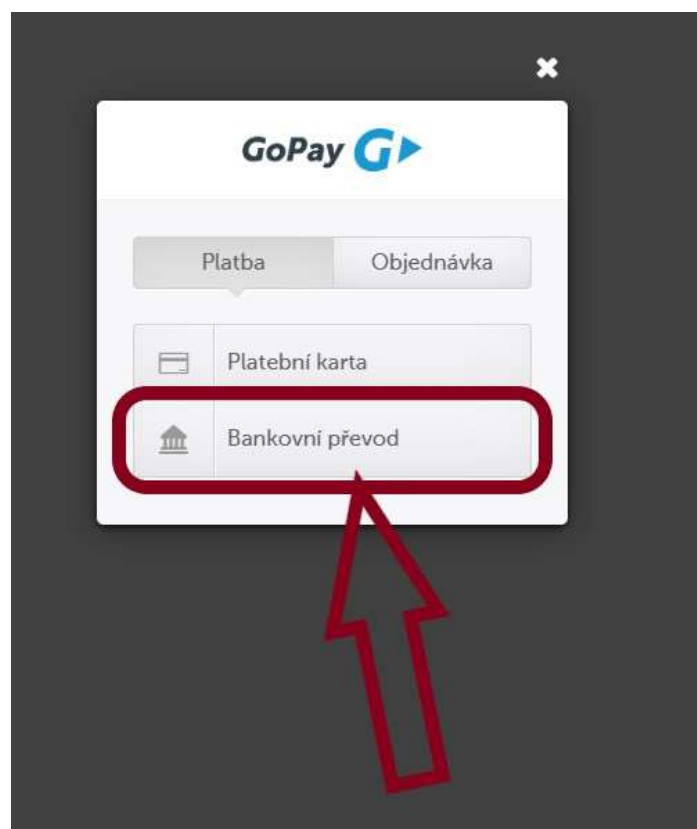 GoPay
Platba
Objednávka
Platební karta
Bankovní převod